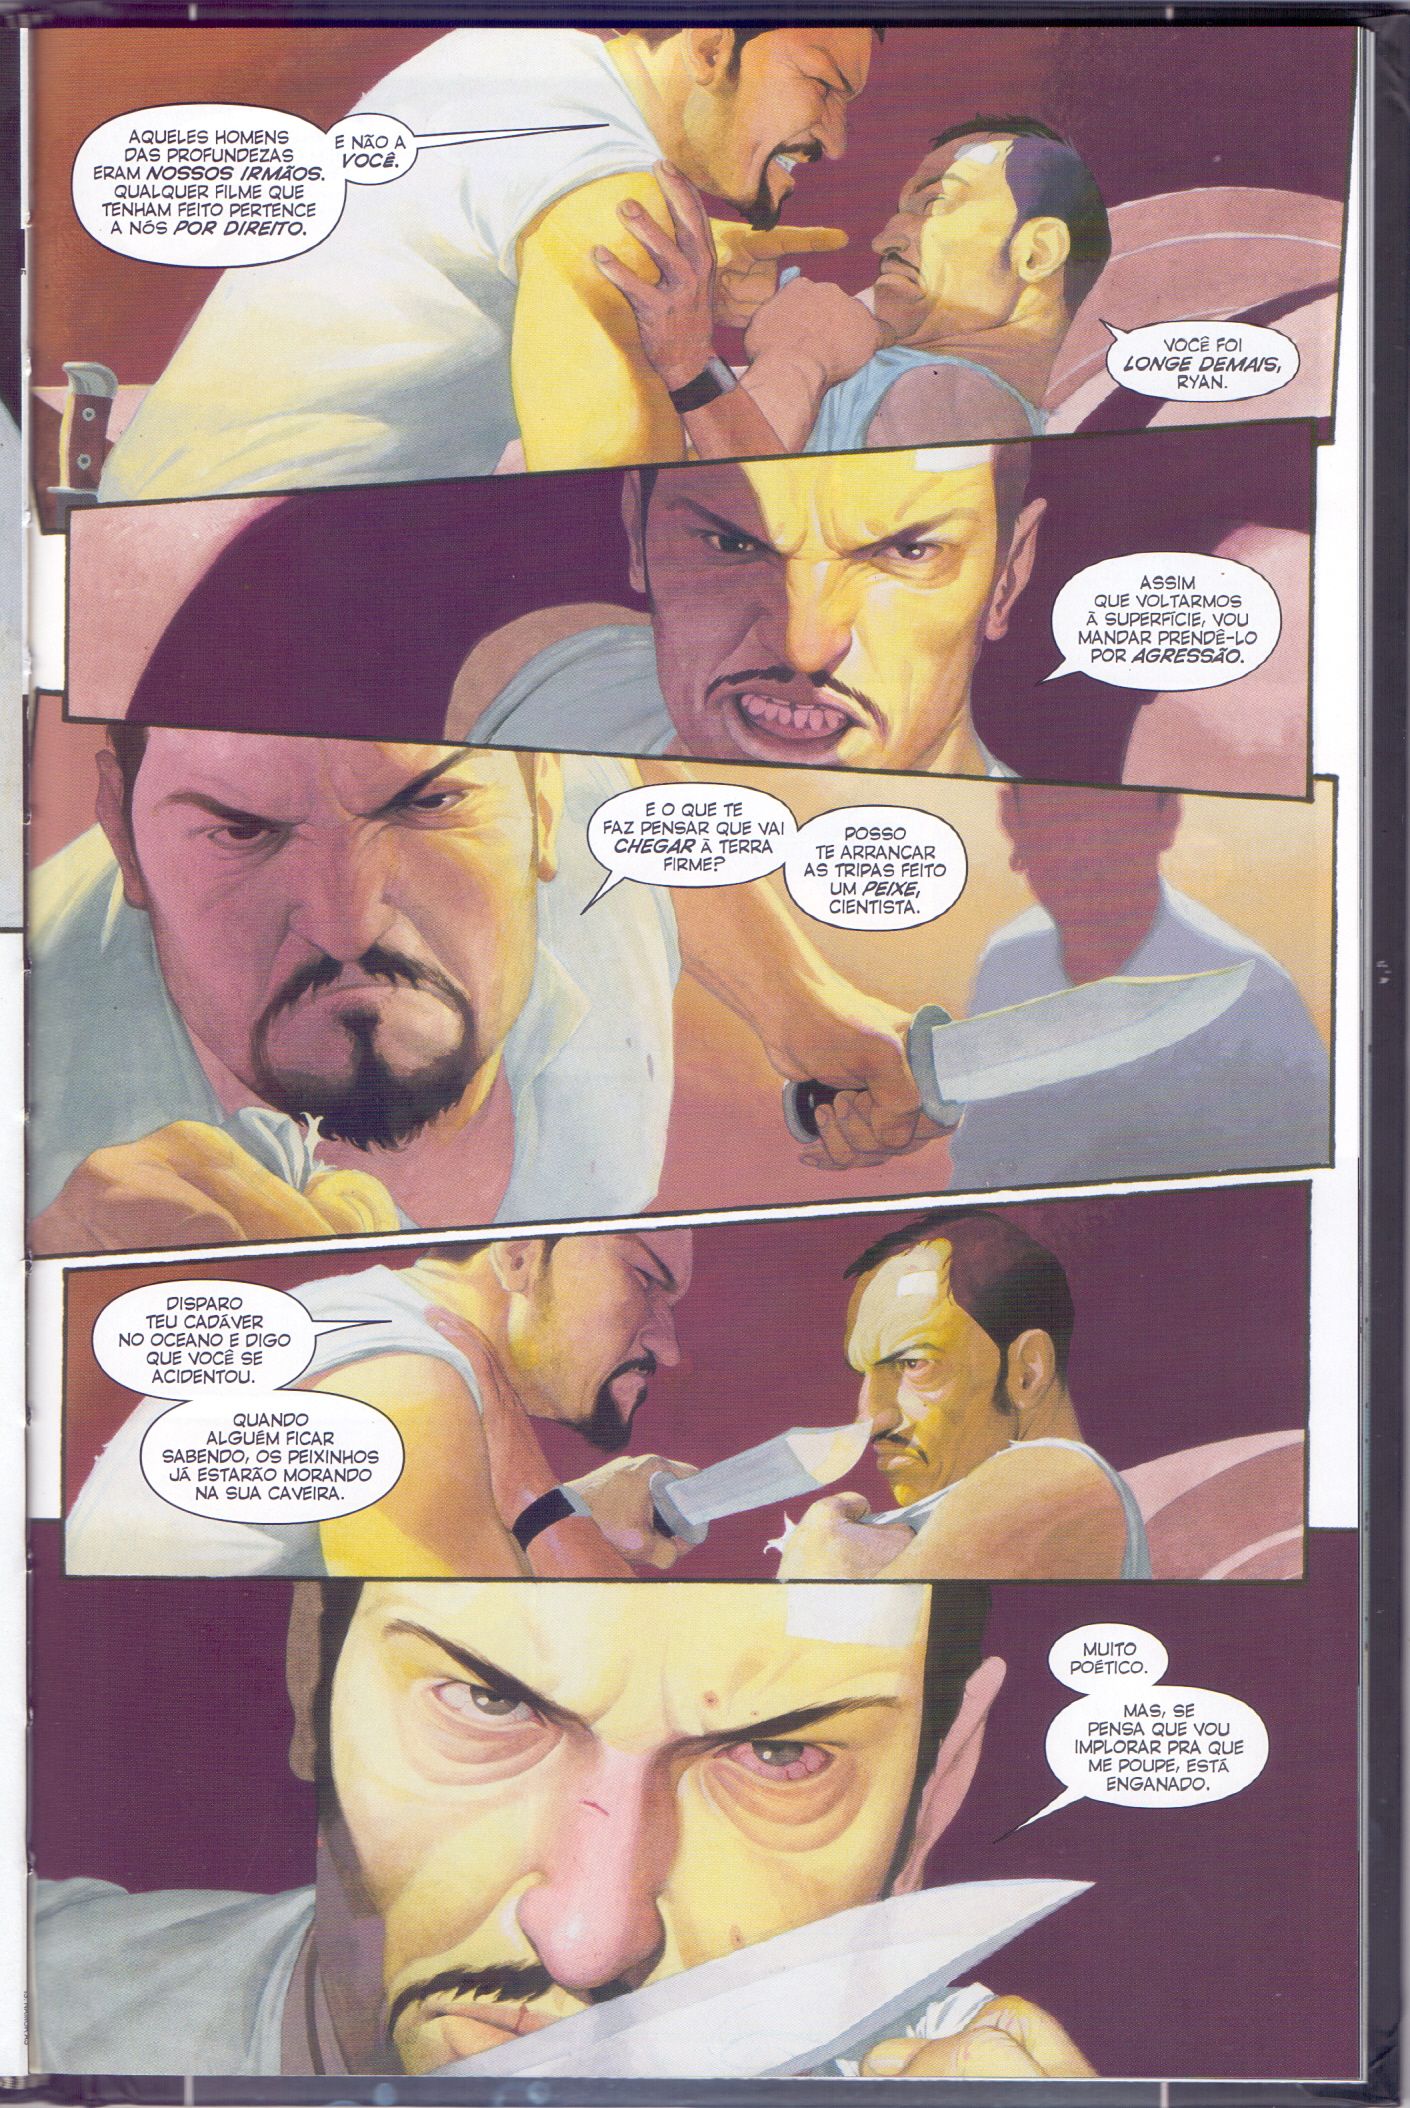 AQUELES HOMENS
DAS PROFUNDEZAS
ERAM NOSSOS IRMÃOS.
QUALQUER FILME QUE
TENHAM FEITO PERTENCE
A NÓS POR DIREITO.
E NÃO A
VOCÊ.
VOCÊ FOI
LONGE DEMAIS,
RYAN.
ASSIM
QUE VOLTARMOS
À SUPERFÍCIE, VOU
MANDAR PRENDÊ-LO
POR AGRESSÃO.
E O QUE TE
FAZ PENSAR QUE VAI
CHEGAR À TERRA
FIRME?
POSSO
TE ARRANCAR
AS TRIPAS FEITO
UM PEIXE,
CIENTISTA.
DISPARO
TEU CADÁVER
NO OCEANO E DIGO
QUE VOCÊ SE
ACIDENTOU.
QUANDO
ALGUÉM FICAR
SABENDO, OS PEIXINHOS
JÁ ESTARÃO MORANDO
NA SUA CAVEIRA.
MUITO
POÉTICO.
MAS, SE
PENSA QUE VOU
IMPLORAR PRA QUE
ME POUPE, ESTÁ
ENGANADO.